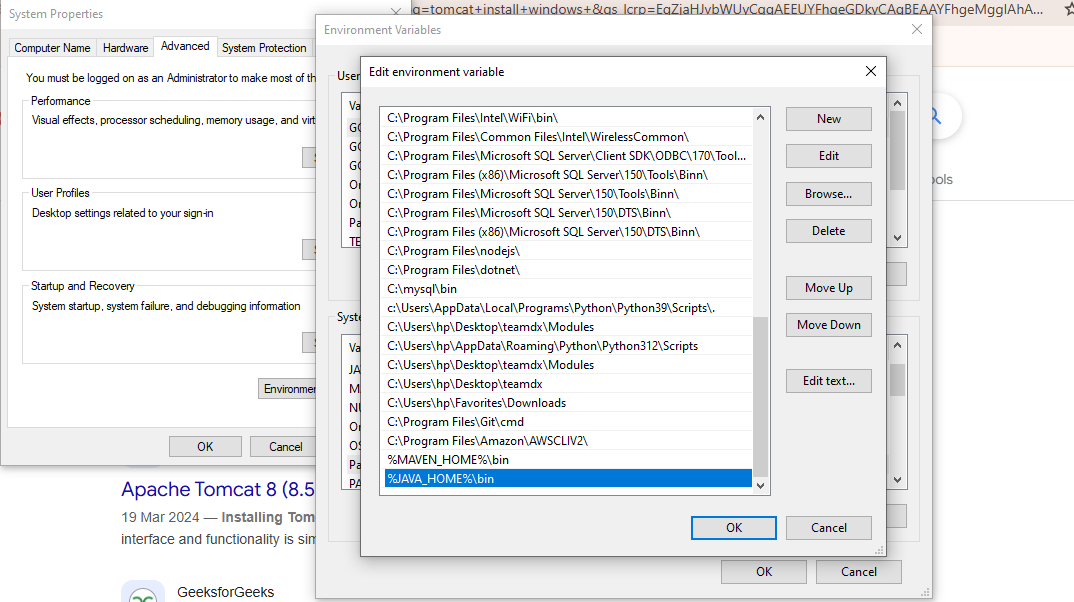 System Properties
q=tomcat+install+windows+&gs_lcrp=EgZjaHJvbWUyCggAEEUYFhgeGDkyCAgBEAAYFhgeMggIAhA...
Environment Variables
Computer Name
Hardware
Advanced
System Protection
Edit environment variable
You must be logged on as an Administrator to make most of th
User
Performance
Visual effects, processor scheduling, memory usage, and virt
User Profiles
Desktop settings related to your sign-in
Startup and Recovery
System startup, system failure, and debugging information
Environmen
OK
Cancel
Va
GO
GO
GO
On
On
Pa
TE
Syste
Va
JA
M
NU
On
OS
Pa
PA
C:\Program Files\Intel\WiFi\bin\
C:\Program Files\Common Files\Intel\WirelessCommon\
C:\Program Files\Microsoft SQL Server\Client SDK\ODBC\170\Tool...
C:\Program Files (x86)\Microsoft SQL Server\150\Tools\Binn\
C:\Program Files\Microsoft SQL Server\150\Tools\Binn\
C:\Program Files\Microsoft SQL Server\150\DTS\Binn\
C:\Program Files (x86)\Microsoft SQL Server\150\DTS\Binn\
C:\Program Files\nodejs\
C:\Program Files\dotnet\
C:\mysql\bin
c:\Users\AppData\Local\Programs\Python\Python39\Scripts\.
C:\Users\hp\Desktop\teamdx\Modules
C:\Users\hp\AppData\Roaming\Python\Python312\Scripts
C:\Users\hp\Desktop\teamdx\Modules
C:\Users\hp\Desktop\teamdx
C:\Users\hp\Favorites\Downloads
C:\Program Files\Git\cmd
C:\Program Files\Amazon\AWSCLIV2\
%MAVEN_HOME%\bin
%JAVA_HOME%\bin
New
Edit
Browse...
Delete
Move Up
Move Down
Edit text...
OK
Cancel
OK
Cancel
ools
Apache Tomcat 8 (8.5
19 Mar 2024 — Installing Tom
interface and functionality is sim
GeeksforGeeks